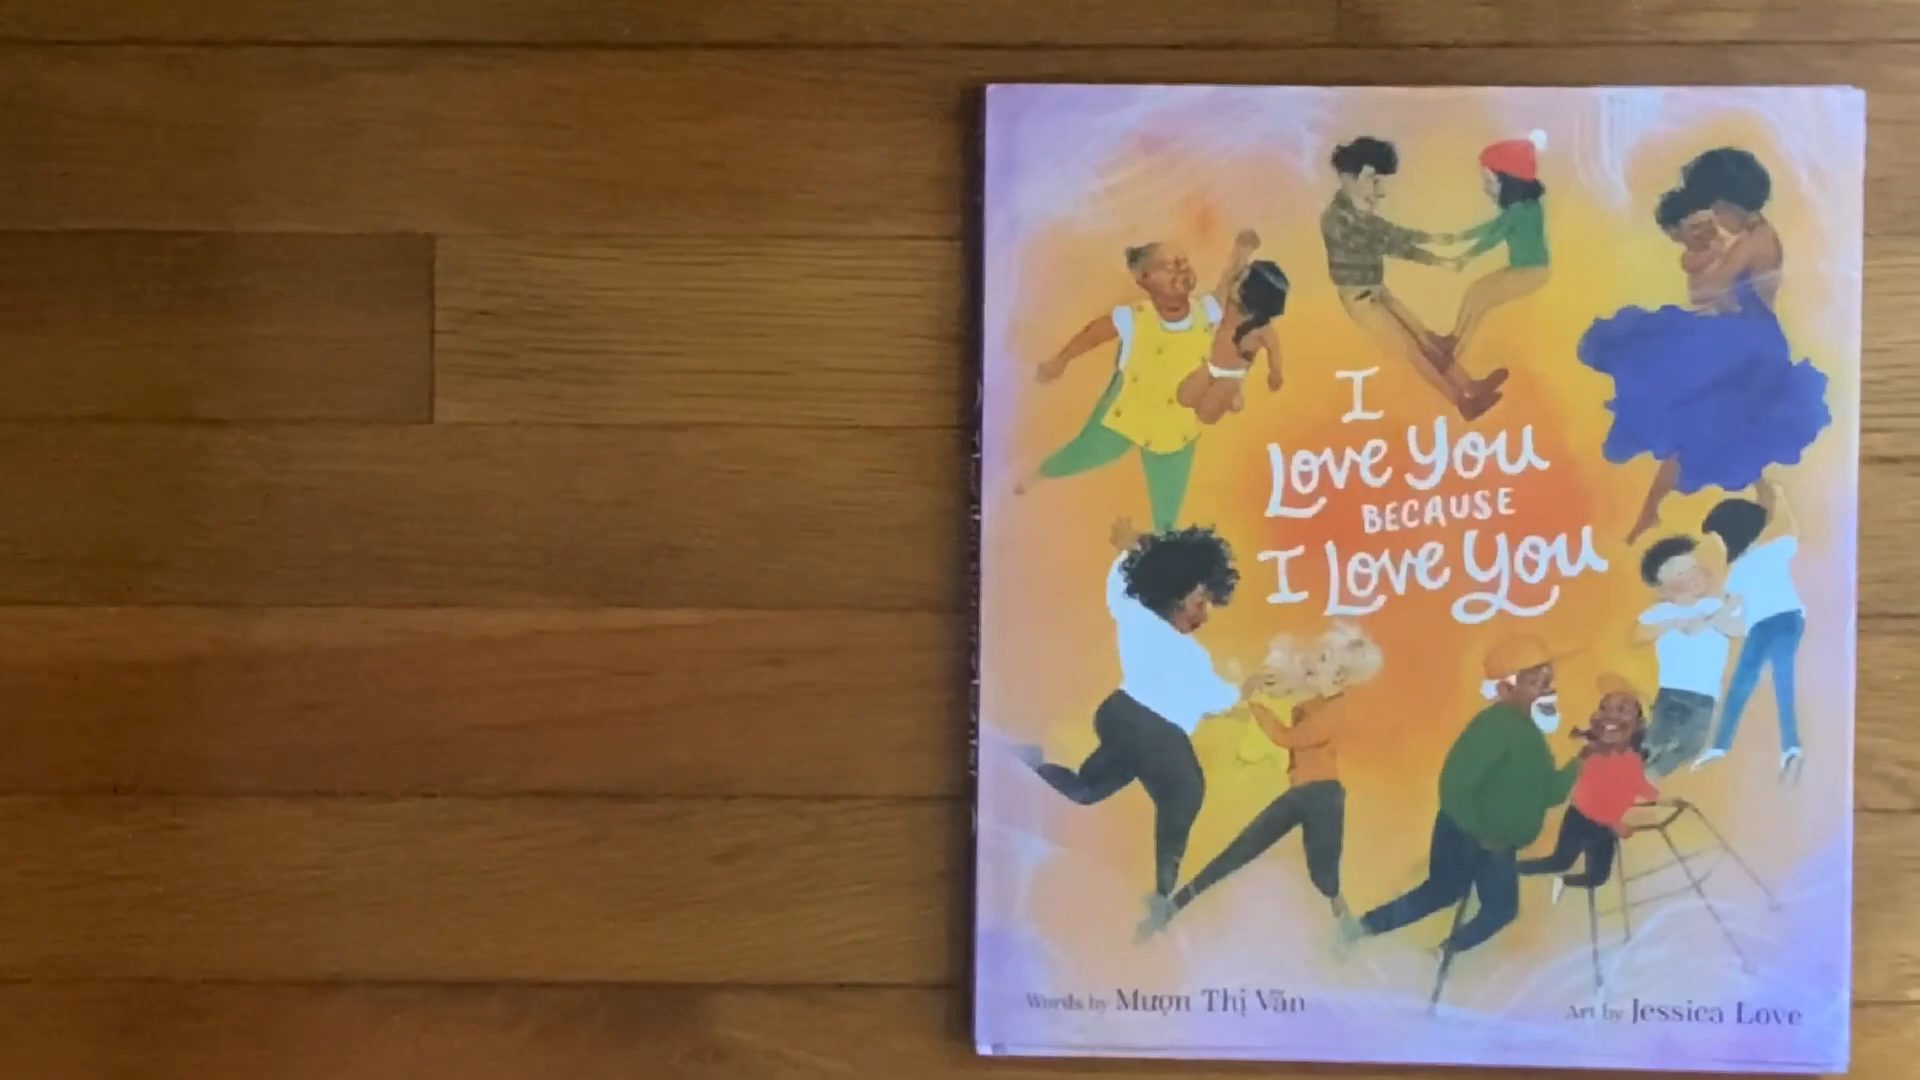 I
Love You
BECAUSE
I Love You
Words by Mượn Thị Văn
Art by Jessica Love